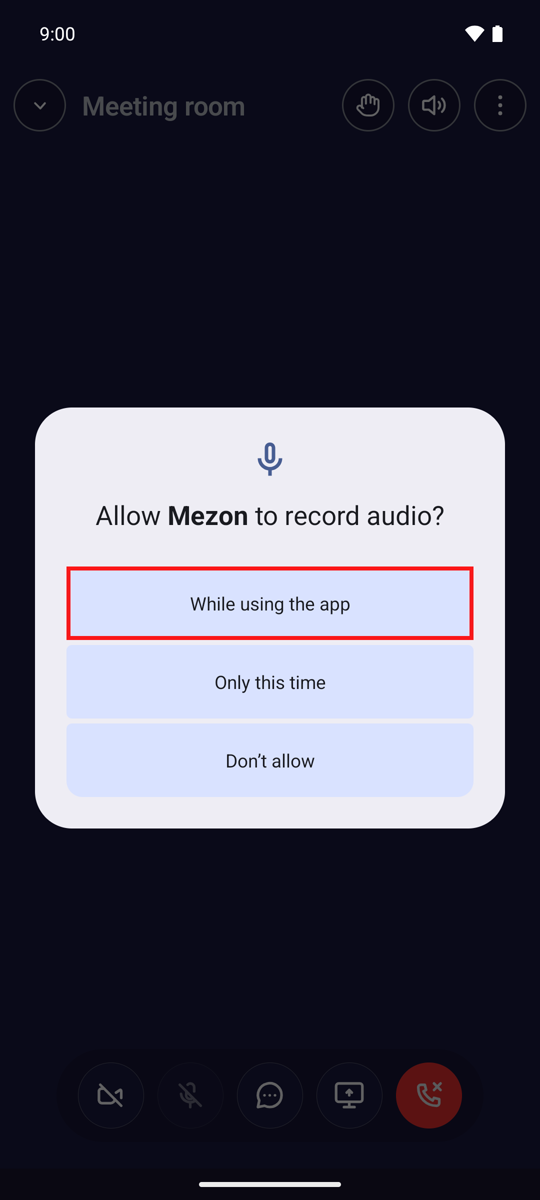 9:00
Meeting room
Allow Mezon to record audio?
While using the app
Only this time
Don’t allow